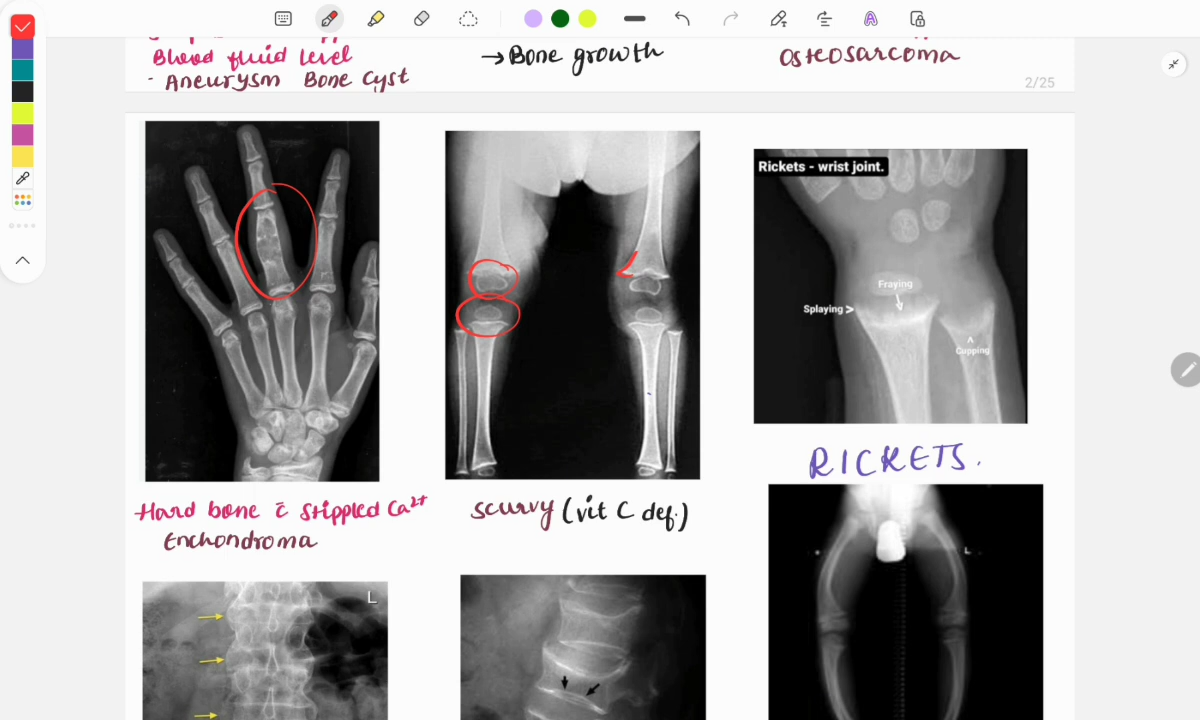 Blood fluid level
· Aneurysm Bone Cyst
→ Bone growth
Osteosarcoma
2/25
Rickets - wrist joint.
Fraying
Splaying >
^
Cupping
RICKETS.
Hand bone c̄ stippled Ca²⁺
Enchondroma
scurvy (vit C def.)
L
L